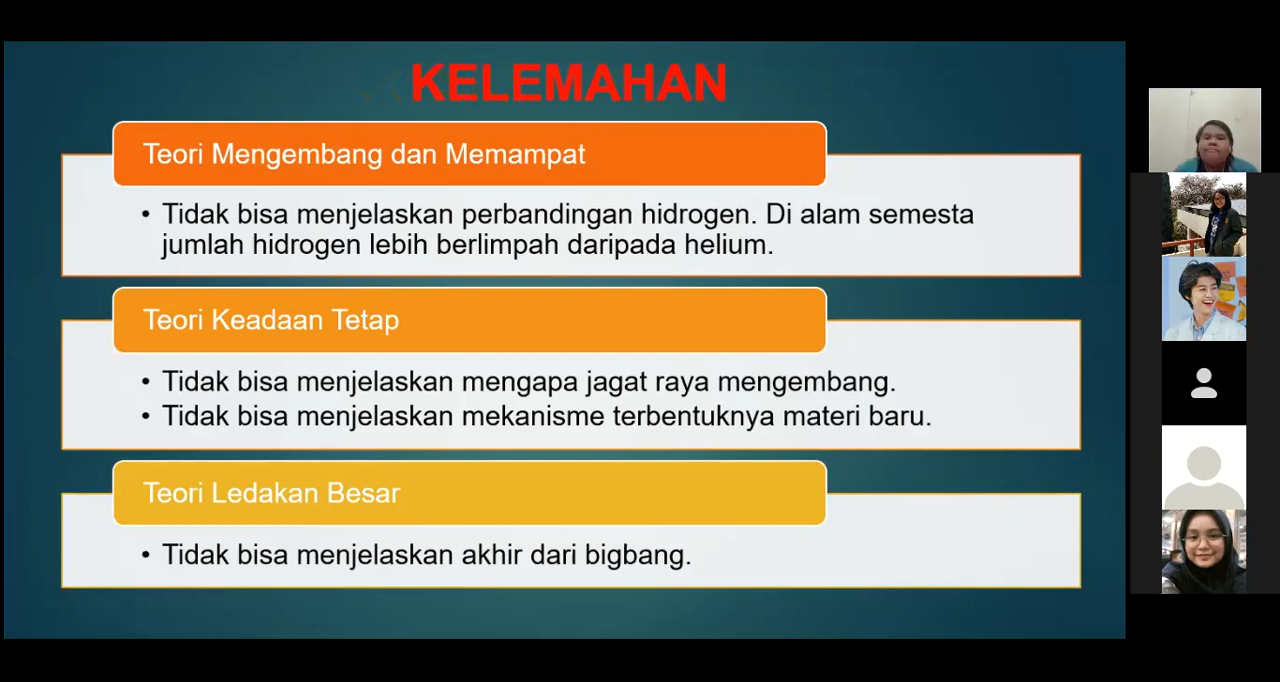 KELEMAHAN
Teori Mengembang dan Memampat
• Tidak bisa menjelaskan perbandingan hidrogen. Di alam semesta
jumlah hidrogen lebih berlimpah daripada helium.
Teori Keadaan Tetap
• Tidak bisa menjelaskan mengapa jagat raya mengembang.
• Tidak bisa menjelaskan mekanisme terbentuknya materi baru.
Teori Ledakan Besar
• Tidak bisa menjelaskan akhir dari bigbang.